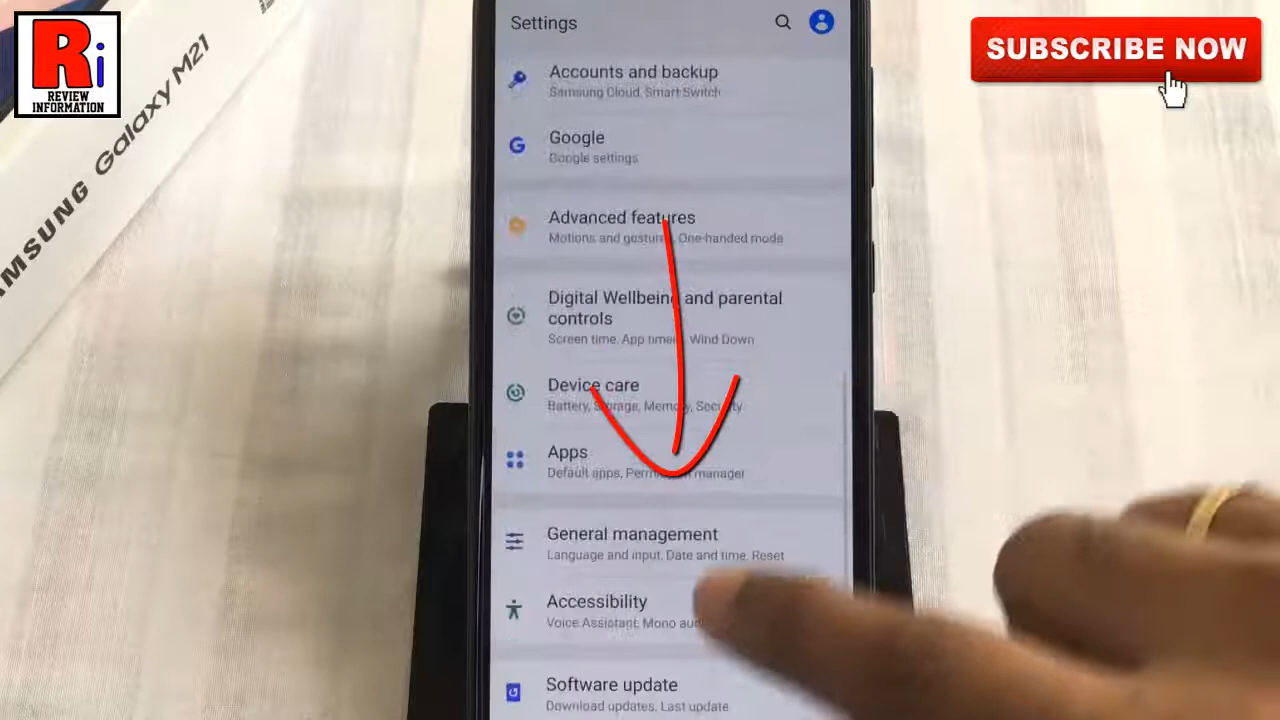 Ri
REVIEW
INFORMATION
SAMSUNG Galaxy M21
SUBSCRIBE NOW
Settings
Accounts and backup
Samsung Cloud, Smart Switch
Google
Google settings
Advanced features
Motions and gestures, One-handed mode
Digital Wellbeing and parental
controls
Screen time, App timers, Wind Down
Device care
Battery, Storage, Memory, Security
Apps
Default apps, Permission manager
General management
Language and input, Date and time, Reset
Accessibility
Voice Assistant, Mono
Software update
Download updates, Last update